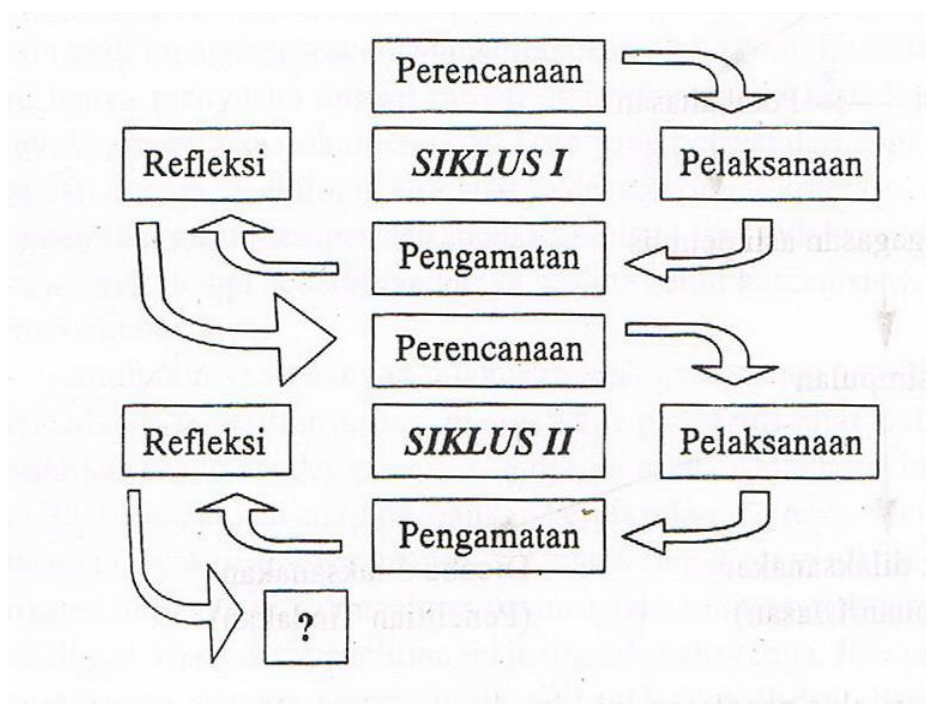 Perencanaan
Refleksi
SIKLUS I
Pelaksanaan
Pengamatan
Perencanaan
Refleksi
SIKLUS II
Pelaksanaan
Pengamatan
?